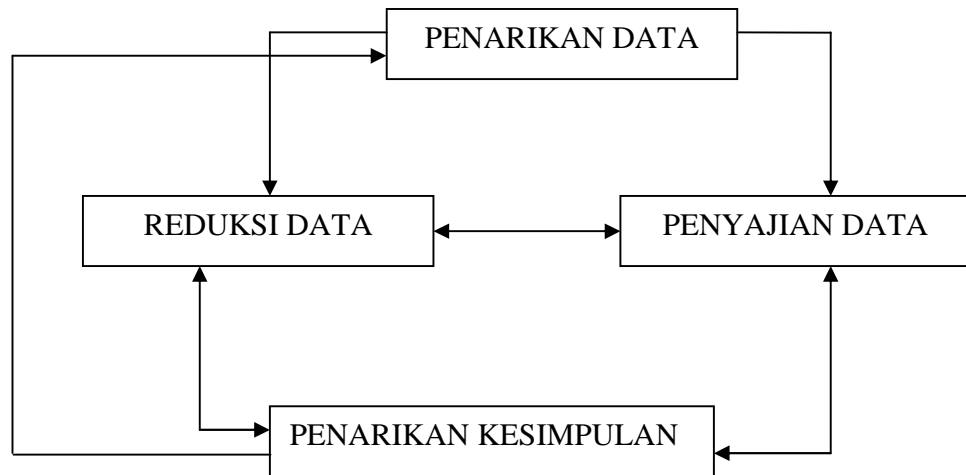 PENARIKAN DATA
REDUKSI DATA
PENYAJIAN DATA
PENARIKAN KESIMPULAN